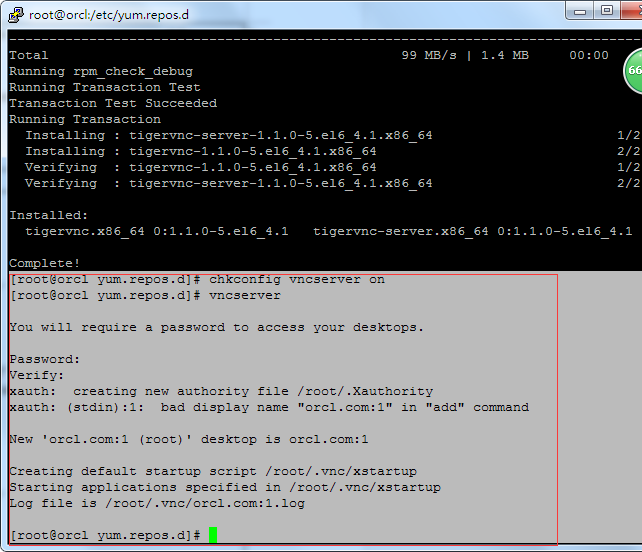 root@orcl:/etc/yum.repos.d
Total 99 MB/s | 1.4 MB 00:00
66
Running rpm_check_debug
Running Transaction Test
Transaction Test Succeeded
Running Transaction
Installing : tigervnc-server-1.1.0-5.el6_4.1.x86_64 1/2
Installing : tigervnc-1.1.0-5.el6_4.1.x86_64 2/2
Verifying : tigervnc-1.1.0-5.el6_4.1.x86_64 1/2
Verifying : tigervnc-server-1.1.0-5.el6_4.1.x86_64 2/2
Installed:
tigervnc.x86_64 0:1.1.0-5.el6_4.1 tigervnc-server.x86_64 0:1.1.0-5.el6_4.1
Complete!
[root@orcl yum.repos.d]# chkconfig vncserver on
[root@orcl yum.repos.d]# vncserver
You will require a password to access your desktops.
Password:
Verify:
xauth: creating new authority file /root/.Xauthority
xauth: (stdin):1: bad display name "orcl.com:1" in "add" command
New 'orcl.com:1 (root)' desktop is orcl.com:1
Creating default startup script /root/.vnc/xstartup
Starting applications specified in /root/.vnc/xstartup
Log file is /root/.vnc/orcl.com:1.log
[root@orcl yum.repos.d]#